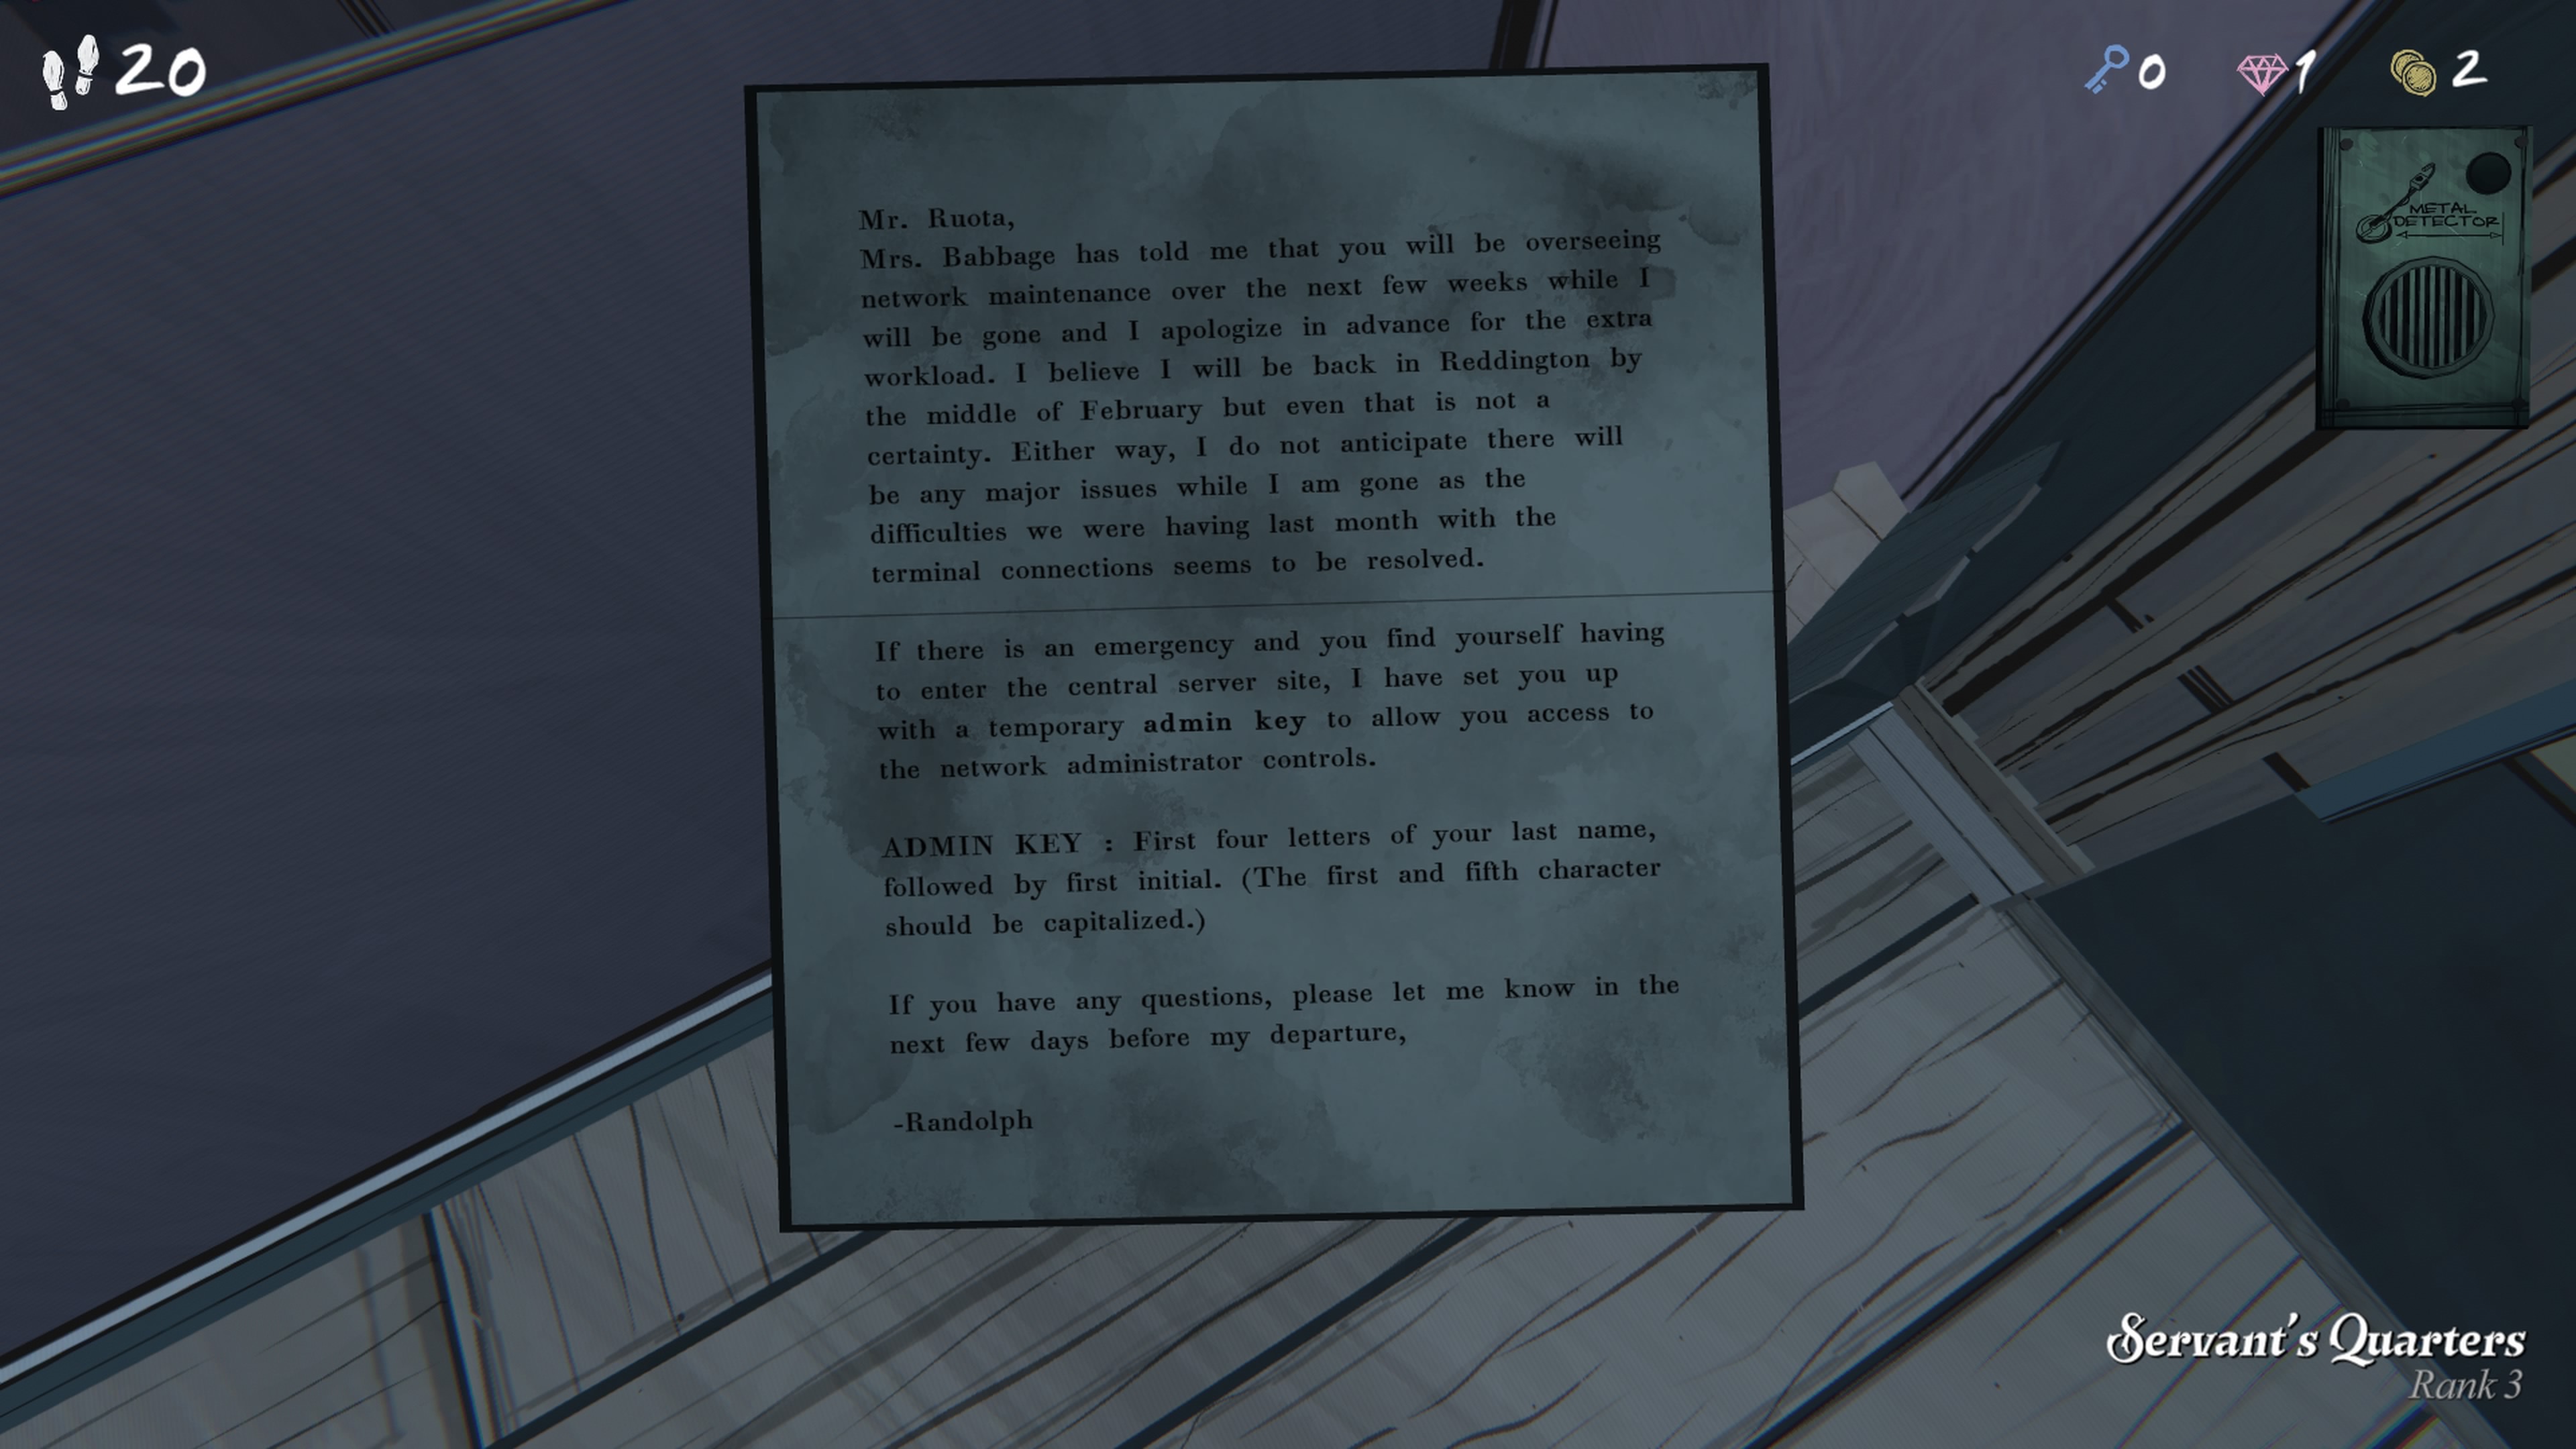 20
0
1
2
METAL
DETECTOR
Mr. Ruota,
Mrs. Babbage has told me that you will be overseeing
network maintenance over the next few weeks while I
will be gone and I apologize in advance for the extra
workload. I believe I will be back in Reddington by
the middle of February but even that is not a
certainty. Either way, I do not anticipate there will
be any major issues while I am gone as the
difficulties we were having last month with the
terminal connections seems to be resolved.
If there is an emergency and you find yourself having
to enter the central server site, I have set you up
with a temporary admin key to allow you access to
the network administrator controls.
ADMIN KEY : First four letters of your last name,
followed by first initial. (The first and fifth character
should be capitalized.)
If you have any questions, please let me know in the
next few days before my departure,
-Randolph
Servant's Quarters
Rank 3